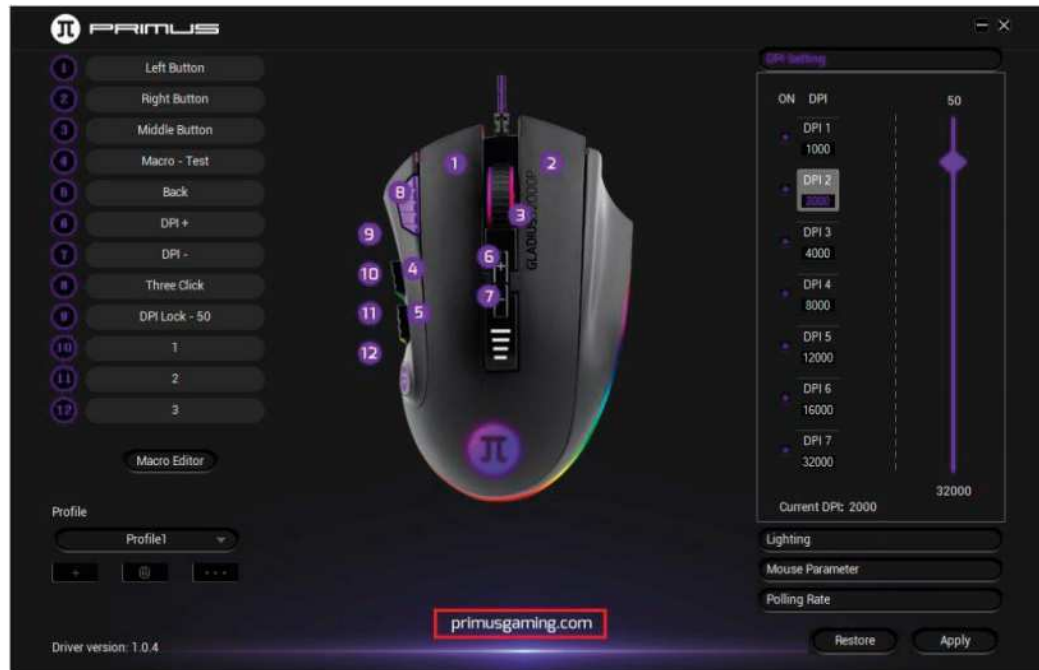 PRIMUS
1 Left Button
2 Right Button
3 Middle Button
4 Macro - Test
5 Back
6 DPI +
7 DPI -
8 Three Click
9 DPI Lock - 50
10 1
11 2
12 3
Macro Editor
Profile
Profile1
Driver version: 1.0.4
1
2
8
3
9
6
10
4
7
11
5
12
primusgaming.com
DPI Setting
ON DPI
50
DPI 1
1000
DPI 2
DPI 3
4000
DPI 4
8000
DPI 5
12000
DPI 6
16000
DPI 7
32000
32000
Current DPI: 2000
Lighting
Mouse Parameter
Polling Rate
Restore
Apply